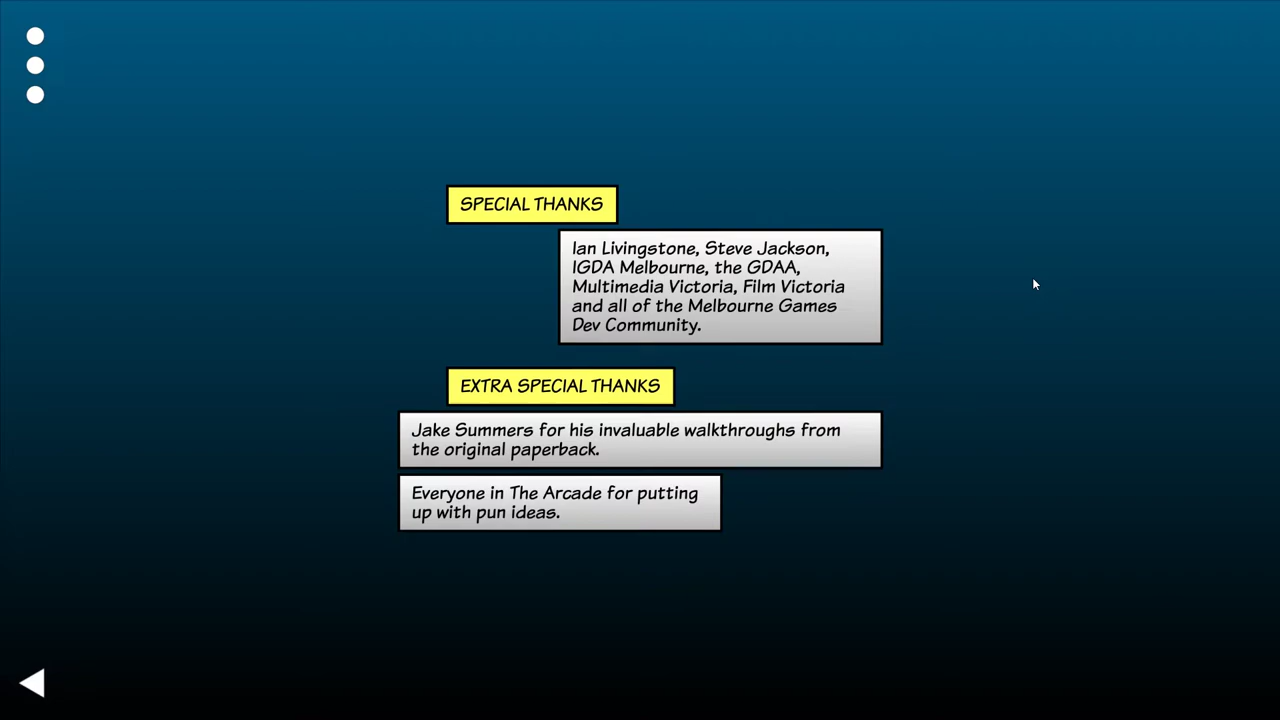 SPECIAL THANKS
Ian Livingstone, Steve Jackson,
IGDA Melbourne, the GDAA,
Multimedia Victoria, Film Victoria
and all of the Melbourne Games
Dev Community.
EXTRA SPECIAL THANKS
Jake Summers for his invaluable walkthroughs from
the original paperback.
Everyone in The Arcade for putting
up with pun ideas.